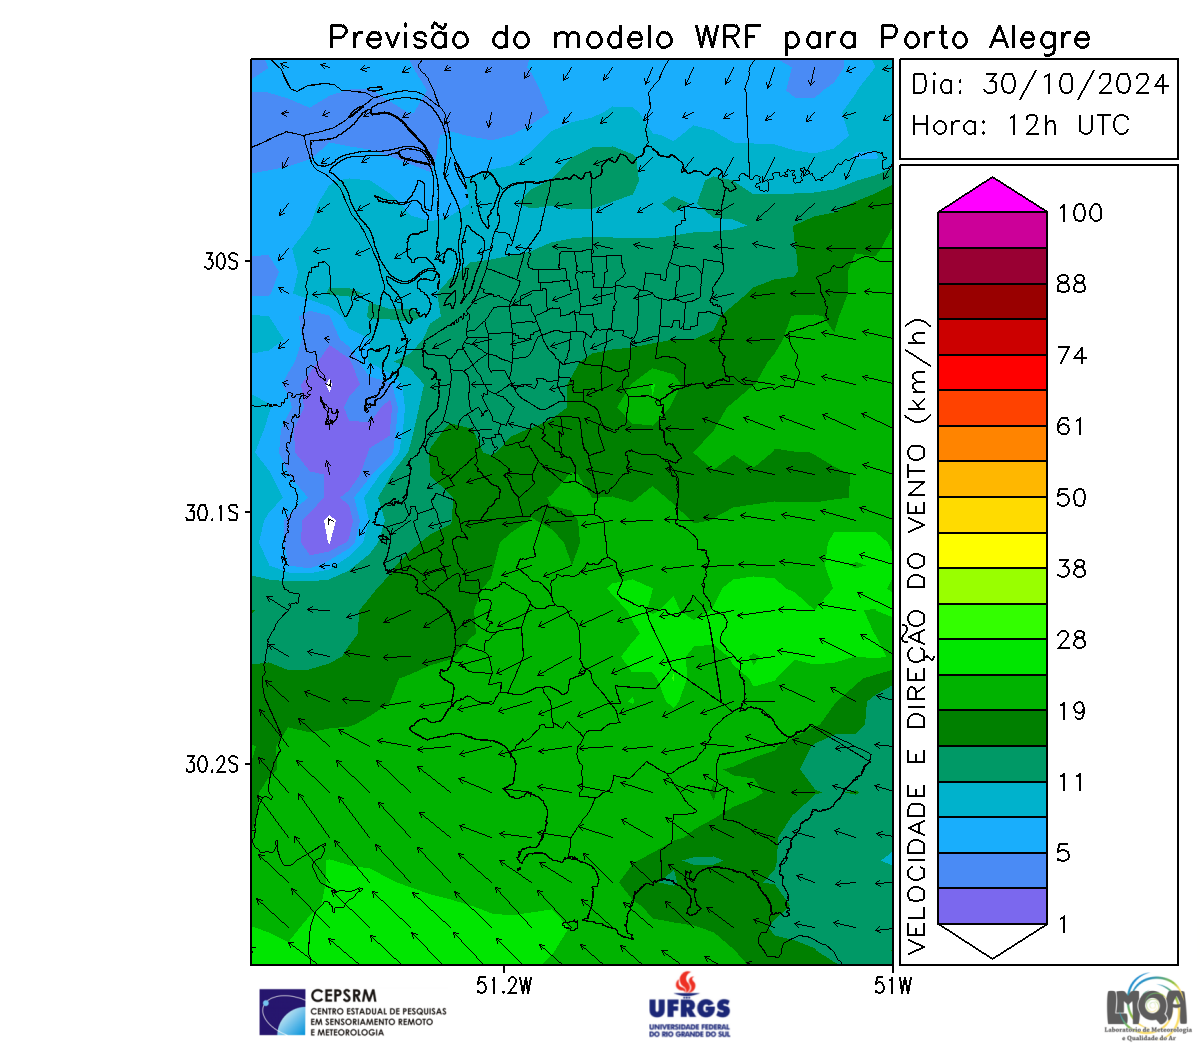 Previsão do modelo WRF para Porto Alegre
Dia: 30/10/2024
Hora: 12h UTC
30S
30.1S
30.2S
51.2W
51W
VELOCIDADE E DIREÇÃO DO VENTO (km/h)
100
88
74
61
50
38
28
19
11
5
1
CEPSRM
CENTRO ESTADUAL DE PESQUISAS
EM SENSORIAMENTO REMOTO
E METEOROLOGIA
UFRGS
UNIVERSIDADE FEDERAL
DO RIO GRANDE DO SUL
LMQA
Laboratório de Meteorologia
e Qualidade do Ar